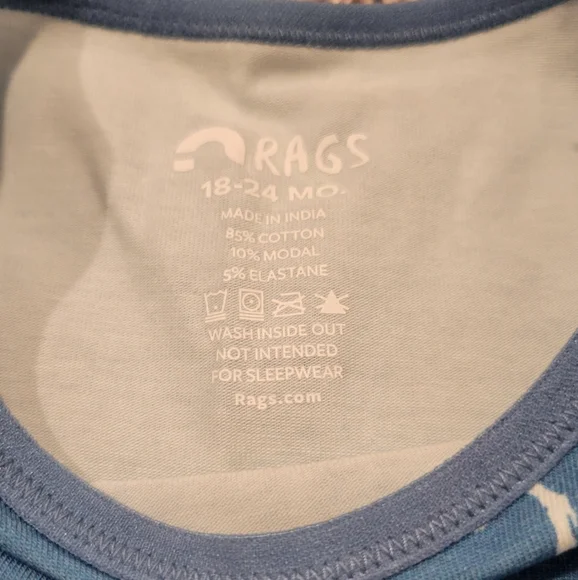 RAGS
18-24 MO.
MADE IN INDIA
85% COTTON
10% MODAL
5% ELASTANE
WASH INSIDE OUT
NOT INTENDED
FOR SLEEPWEAR
Rags.com